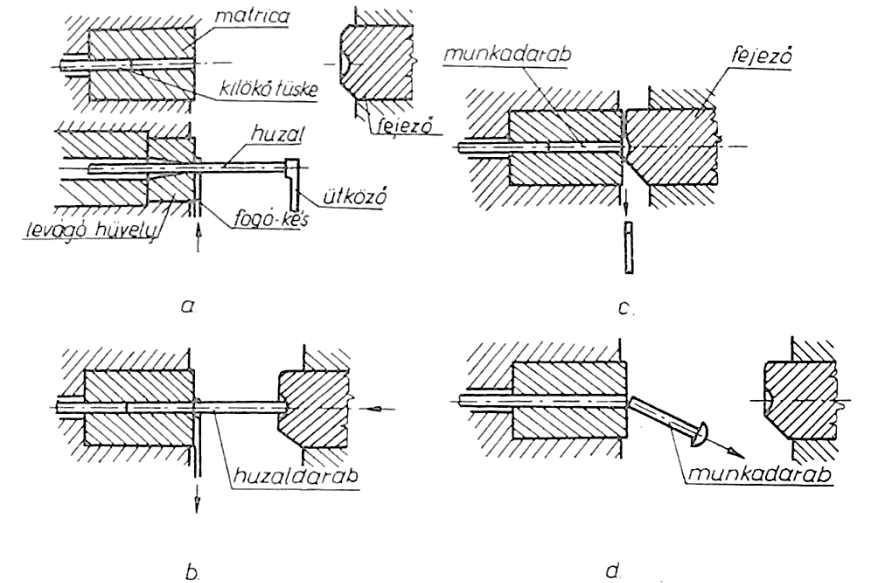 matrica
kilökő tüske
fejező
huzal
ütköző
fogó-kés
levágó hüvely
a.
munkadarab
fejező
c.
huzaldarab
b.
munkadarab
d.